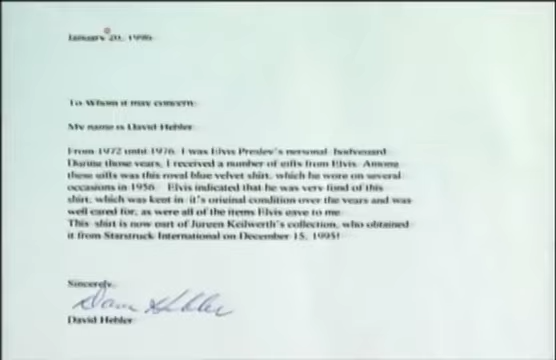 January 20, 1996
To Whom it may concern:
My name is David Hebler
From 1972 until 1976, I was Elvis Presley's personal bodyguard
During those years, I received a number of gifts from Elvis. Among
these gifts was this royal blue velvet shirt, which he wore on several
occasions in 1956. Elvis indicated that he was very fond of this
shirt, which was kept in it's original condition over the years and was
well cared for, as were all of the items Elvis gave to me.
This shirt is now part of Jürgen Keilwerth's collection, who obtained
it from Starstruck International on December 15, 1995!
Sincerely,
Dave Hebler
David Hebler